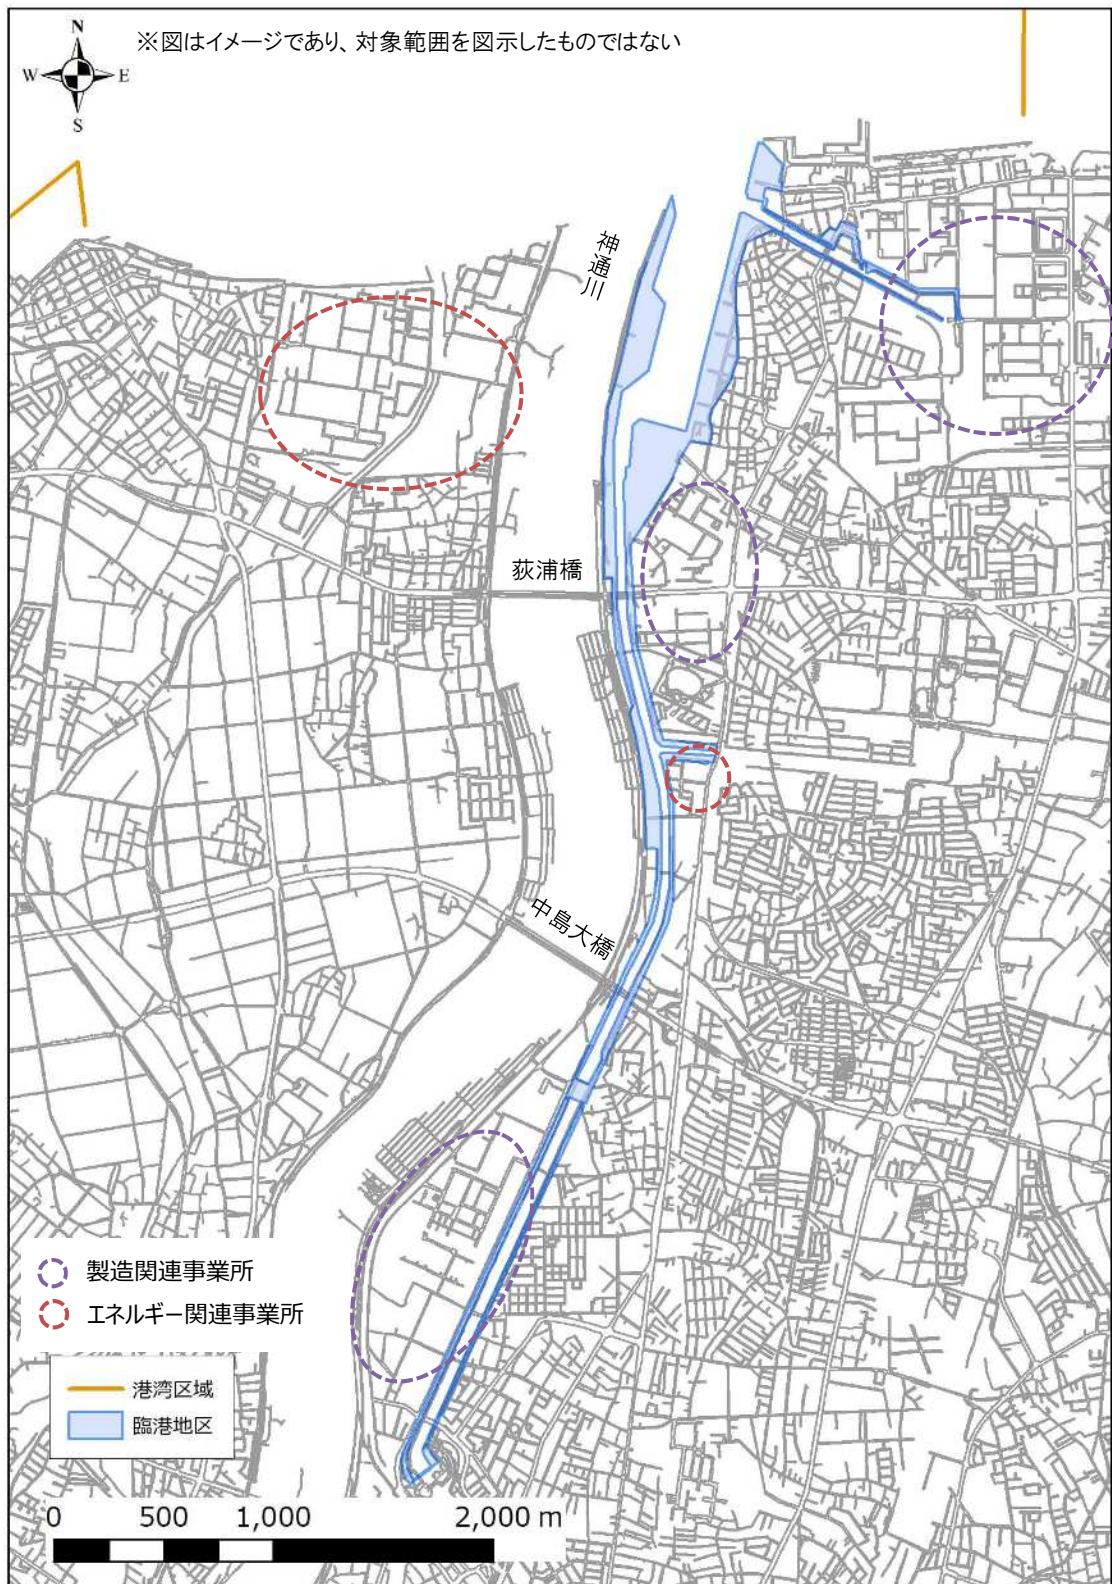 ※図はイメージであり、対象範囲を図示したものではない
N
W E
S
神通川
荻浦橋
中島大橋
製造関連事業所
エネルギー関連事業所
港湾区域
臨港地区
0 500 1,000 2,000 m